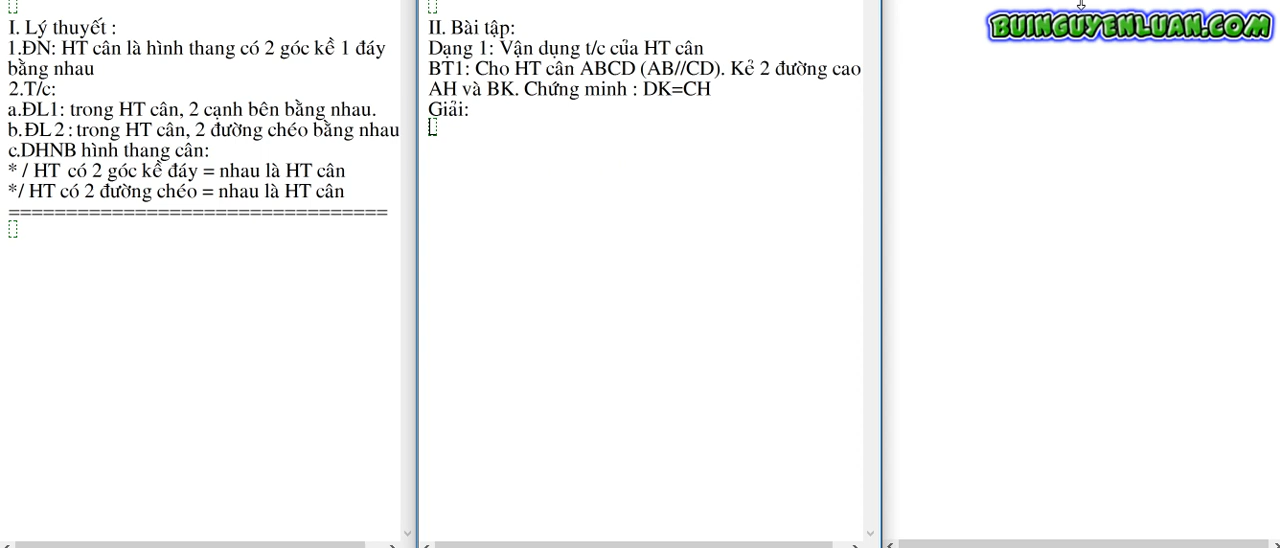 I. Lý thuyết :
1.ĐN: HT cân là hình thang có 2 góc kề 1 đáy
bằng nhau
2.T/c:
a.ĐL1: trong HT cân, 2 cạnh bên bằng nhau.
b.ĐL2: trong HT cân, 2 đường chéo bằng nhau
c.DHNB hình thang cân:
* / HT có 2 góc kề đáy = nhau là HT cân
*/ HT có 2 đường chéo = nhau là HT cân
=================================
II. Bài tập:
Dạng 1: Vận dụng t/c của HT cân
BT1: Cho HT cân ABCD (AB//CD). Kẻ 2 đường cao
AH và BK. Chứng minh : DK=CH
Giải:
BUINGUYENLUAN.COM